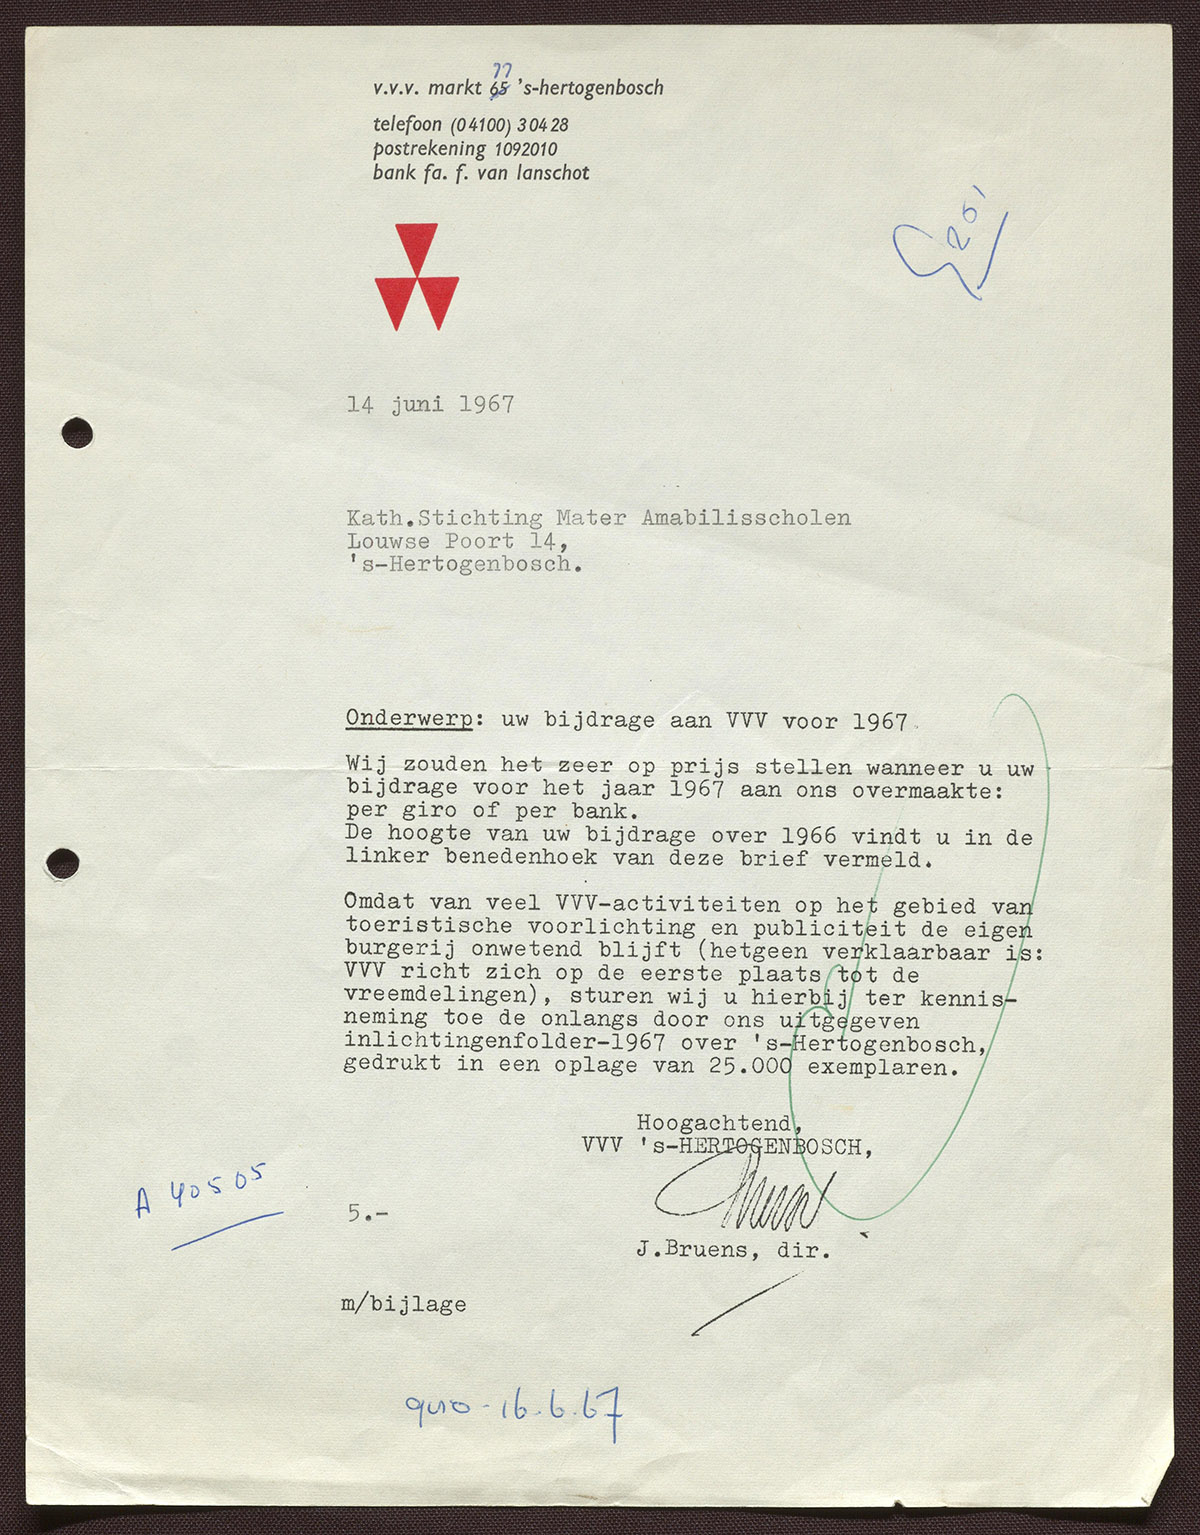 77
v.v.v. markt 65 's-hertogenbosch
telefoon (04100) 30428
postrekening 1092010
bank fa. f. van lanschot
14 juni 1967
Kath.Stichting Mater Amabilisscholen
Louwse Poort 14,
's-Hertogenbosch.
Onderwerp: uw bijdrage aan VVV voor 1967.
Wij zouden het zeer op prijs stellen wanneer u uw
bijdrage voor het jaar 1967 aan ons overmaakte:
per giro of per bank.
De hoogte van uw bijdrage over 1966 vindt u in de
linker benedenhoek van deze brief vermeld.
Omdat van veel VVV-activiteiten op het gebied van
toeristische voorlichting en publiciteit de eigen
burgerij onwetend blijft (hetgeen verklaarbaar is:
VVV richt zich op de eerste plaats tot de
vreemdelingen), sturen wij u hierbij ter kennis-
neming toe de onlangs door ons uitgegeven
inlichtingenfolder-1967 over 's-Hertogenbosch,
gedrukt in een oplage van 25.000 exemplaren.
Hoogachtend,
VVV 's-HERTOGENBOSCH,
A 40505
5.-
J.Bruens, dir.
m/bijlage
giro-16.6.67